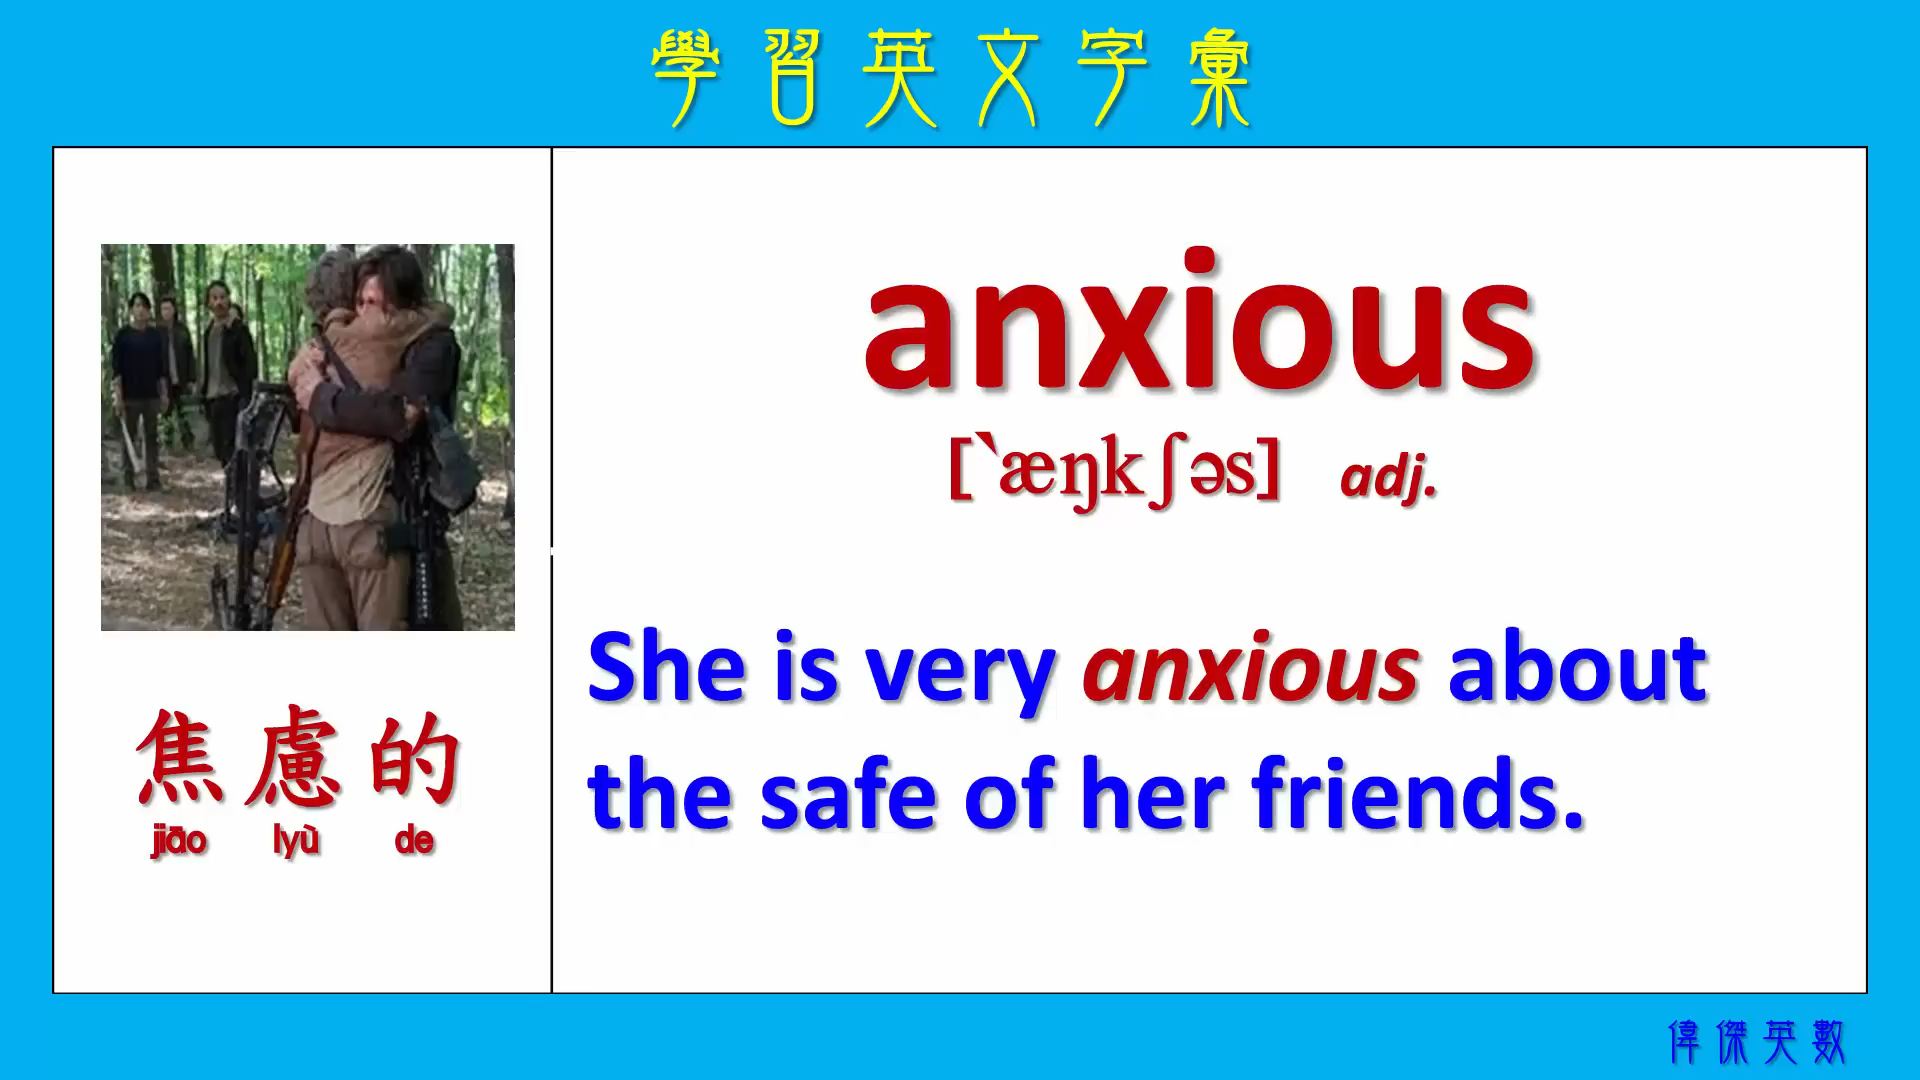 學習英文字彙
焦慮的
jiāo lyù de
anxious
[ˋæŋkʃəs] adj.
She is very anxious about
the safe of her friends.
偉傑英數